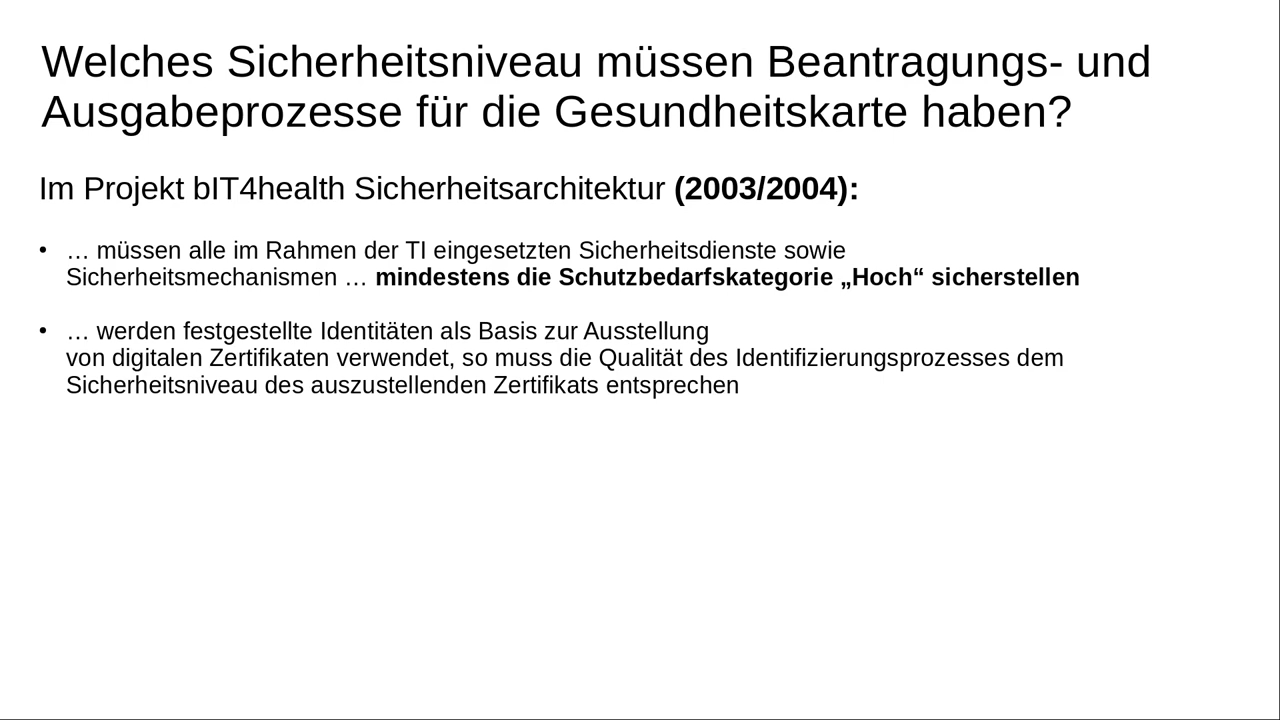 Welches Sicherheitsniveau müssen Beantragungs- und
Ausgabeprozesse für die Gesundheitskarte haben?
Im Projekt bIT4health Sicherheitsarchitektur (2003/2004):
• … müssen alle im Rahmen der TI eingesetzten Sicherheitsdienste sowie
Sicherheitsmechanismen … mindestens die Schutzbedarfskategorie „Hoch“ sicherstellen
• … werden festgestellte Identitäten als Basis zur Ausstellung
von digitalen Zertifikaten verwendet, so muss die Qualität des Identifizierungsprozesses dem
Sicherheitsniveau des auszustellenden Zertifikats entsprechen